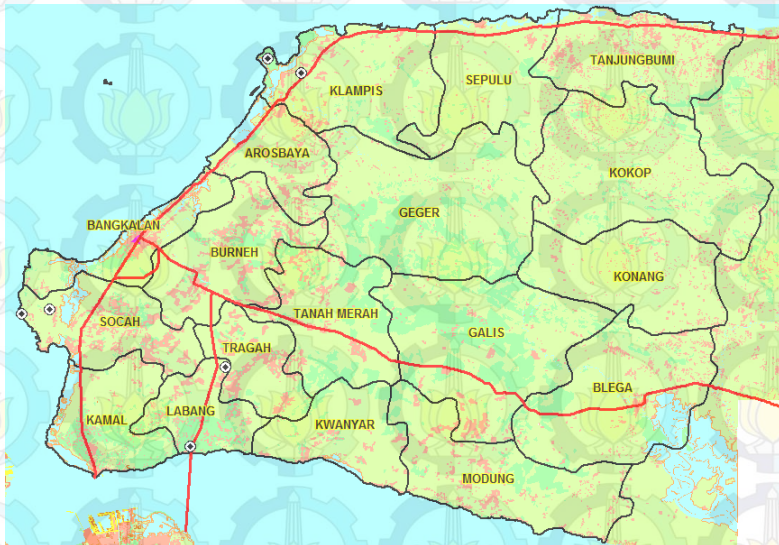 TANJUNGBUMI
SEPULU
KLAMPIS
AROSBAYA
KOKOP
GEGER
BANGKALAN
BURNEH
KONANG
TANAH MERAH
SOCAH
GALIS
TRAGAH
BLEGA
LABANG
KAMAL
KWANYAR
MODUNG